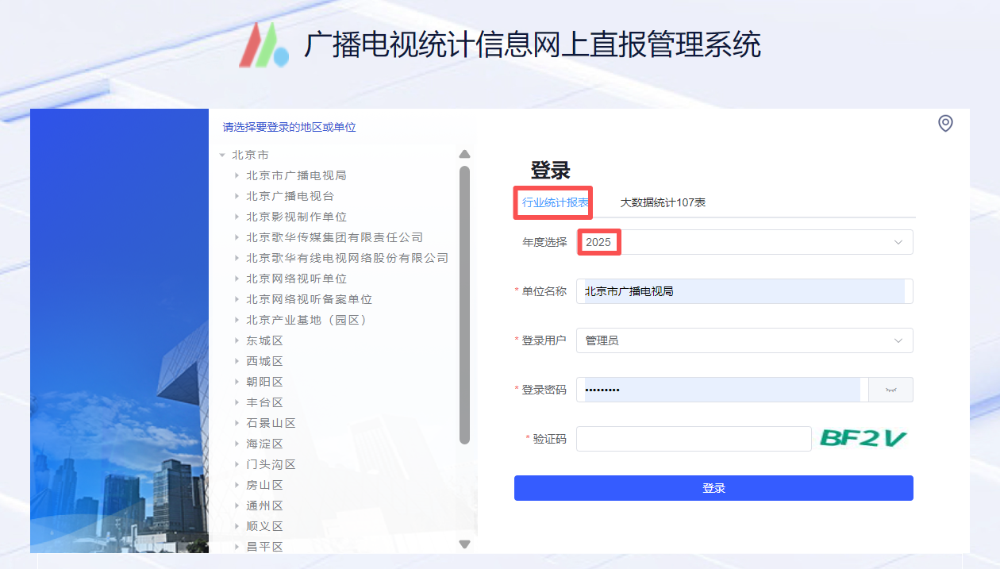 广播电视统计信息网上直报管理系统
请选择要登录的地区或单位
北京市
北京市广播电视局
北京广播电视台
北京影视制作单位
北京歌华传媒集团有限责任公司
北京歌华有线电视网络股份有限公司
北京网络视听单位
北京网络视听备案单位
北京产业基地（园区）
东城区
西城区
朝阳区
丰台区
石景山区
海淀区
门头沟区
房山区
通州区
顺义区
昌平区
登录
行业统计报表 大数据统计107表
年度选择 2025
* 单位名称 北京市广播电视局
* 登录用户 管理员
* 登录密码 •••••••••
* 验证码 BF2V
登录